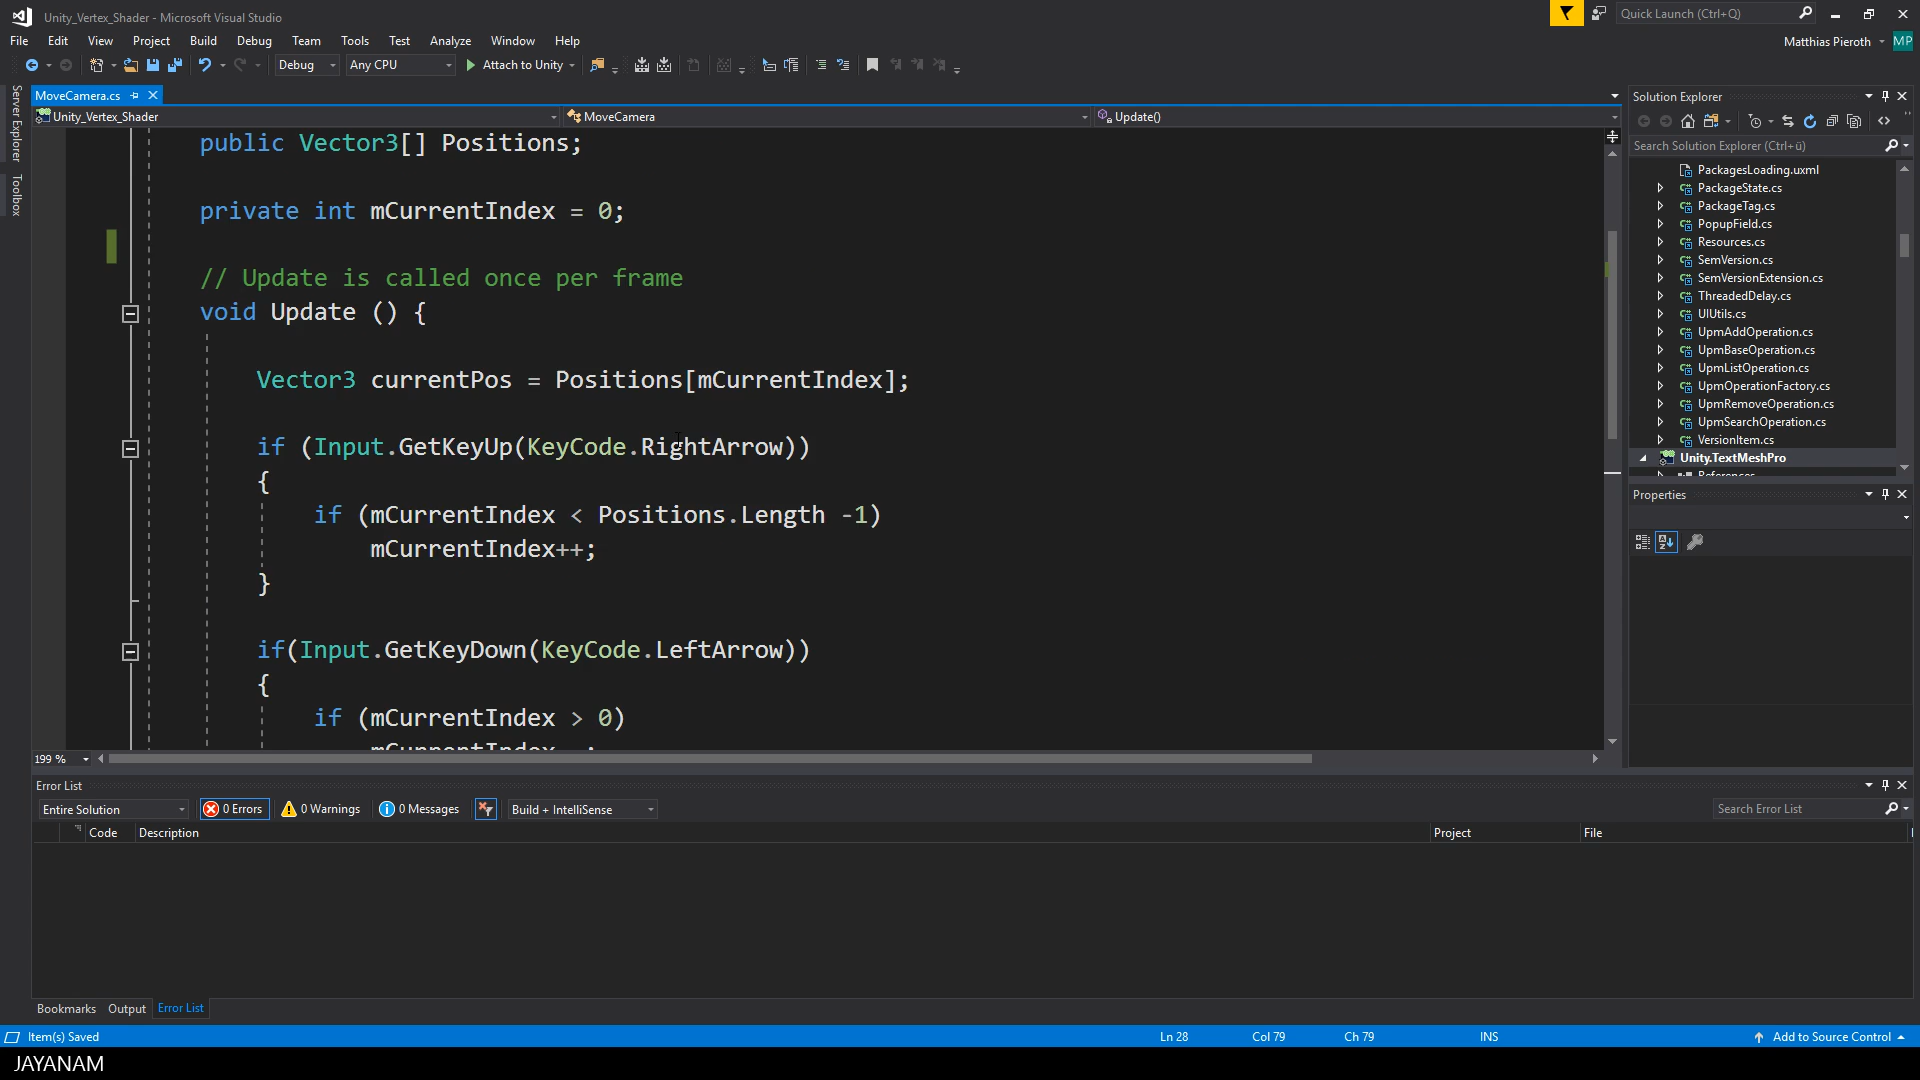 Unity_Vertex_Shader - Microsoft Visual Studio
Quick Launch (Ctrl+Q)
File Edit View Project Build Debug Team Tools Test Analyze Window Help
Matthias Pieroth MP
Debug Any CPU Attach to Unity
Server Explorer
Toolbox
MoveCamera.cs
Unity_Vertex_Shader MoveCamera Update()
public Vector3[] Positions;
private int mCurrentIndex = 0;
// Update is called once per frame
void Update () {
Vector3 currentPos = Positions[mCurrentIndex];
if (Input.GetKeyUp(KeyCode.RightArrow))
{
if (mCurrentIndex < Positions.Length -1)
mCurrentIndex++;
}
if(Input.GetKeyDown(KeyCode.LeftArrow))
{
if (mCurrentIndex > 0)
199 %
Solution Explorer
Search Solution Explorer (Ctrl+ü)
PackagesLoading.uxml
PackageState.cs
PackageTag.cs
PopupField.cs
Resources.cs
SemVersion.cs
SemVersionExtension.cs
ThreadedDelay.cs
UIUtils.cs
UpmAddOperation.cs
UpmBaseOperation.cs
UpmListOperation.cs
UpmOperationFactory.cs
UpmRemoveOperation.cs
UpmSearchOperation.cs
VersionItem.cs
Unity.TextMeshPro
References
Properties
Error List
Entire Solution 0 Errors 0 Warnings 0 Messages Build + IntelliSense Search Error List
Code Description Project File
Bookmarks Output Error List
Item(s) Saved Ln 28 Col 79 Ch 79 INS Add to Source Control
JAYANAM